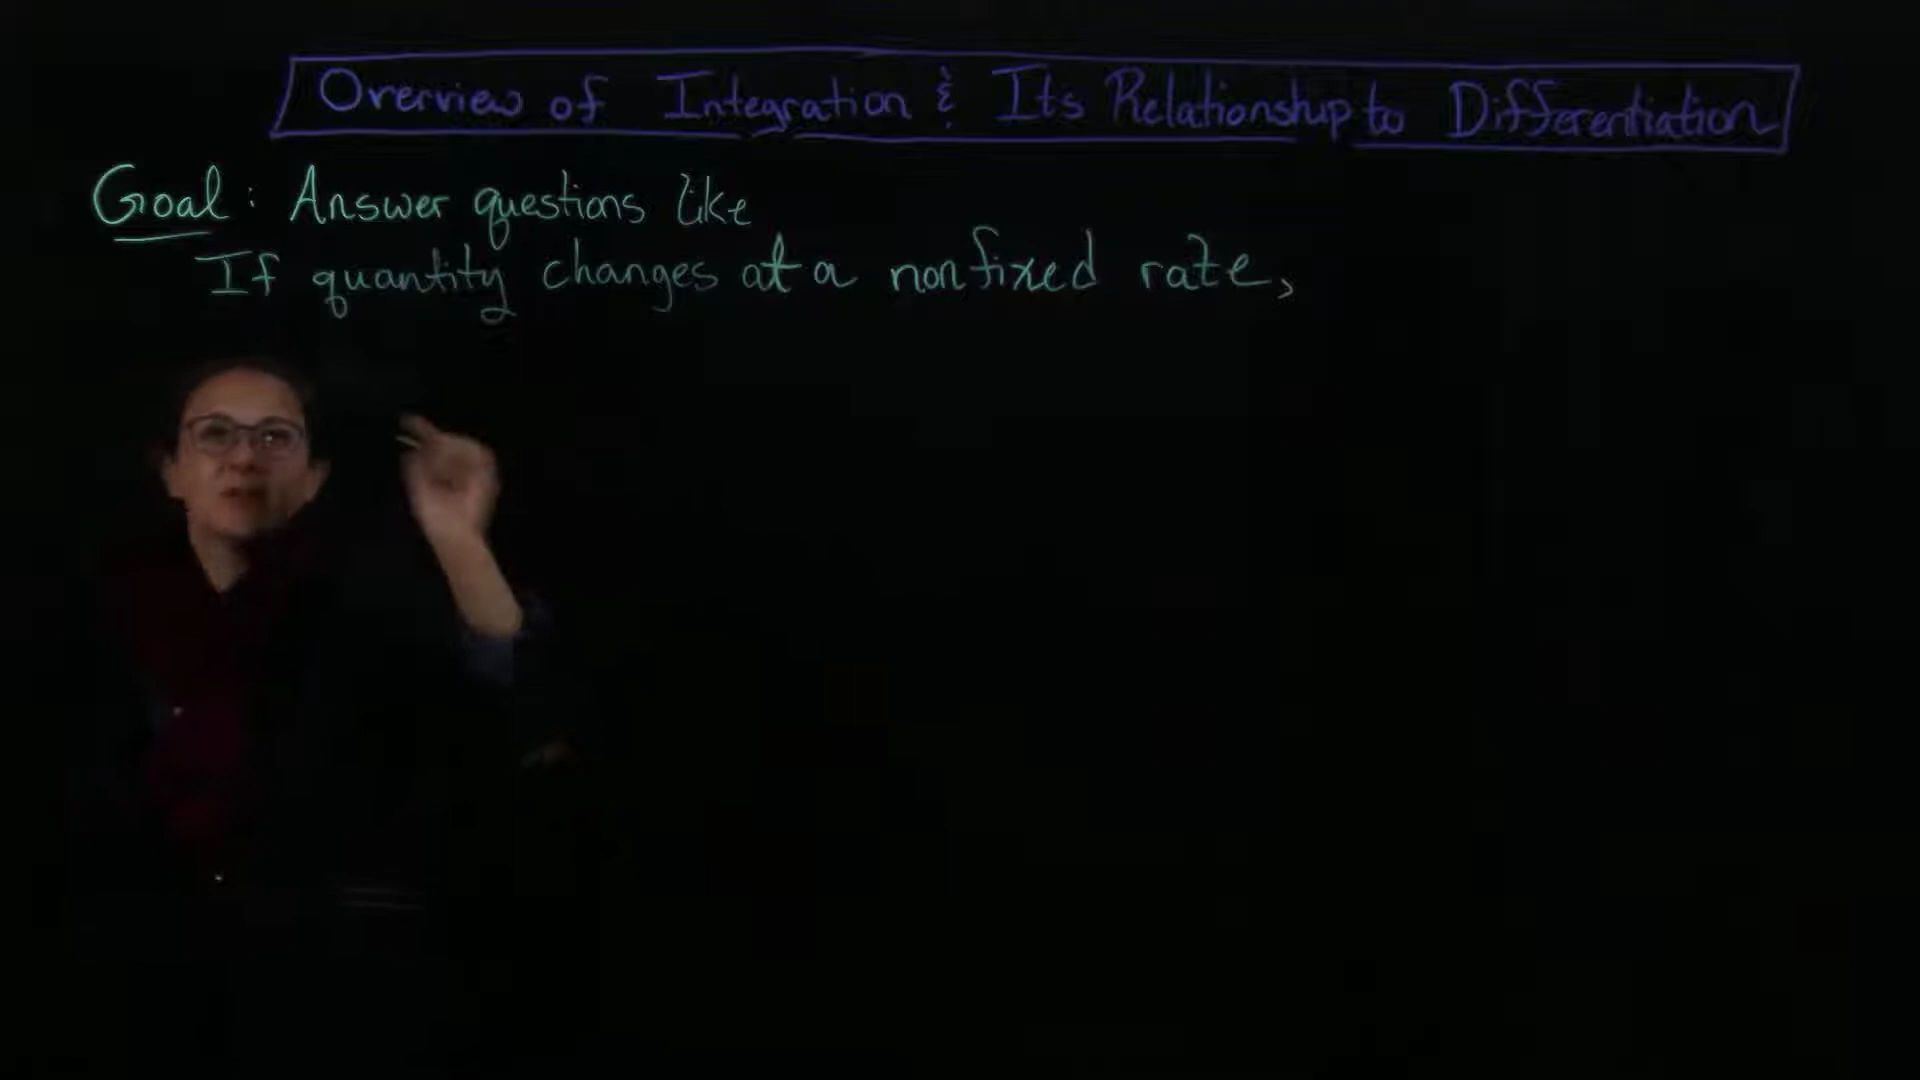 Overview of Integration & Its Relationship to Differentiation
Goal: Answer questions like
If quantity changes at a nonfixed rate,